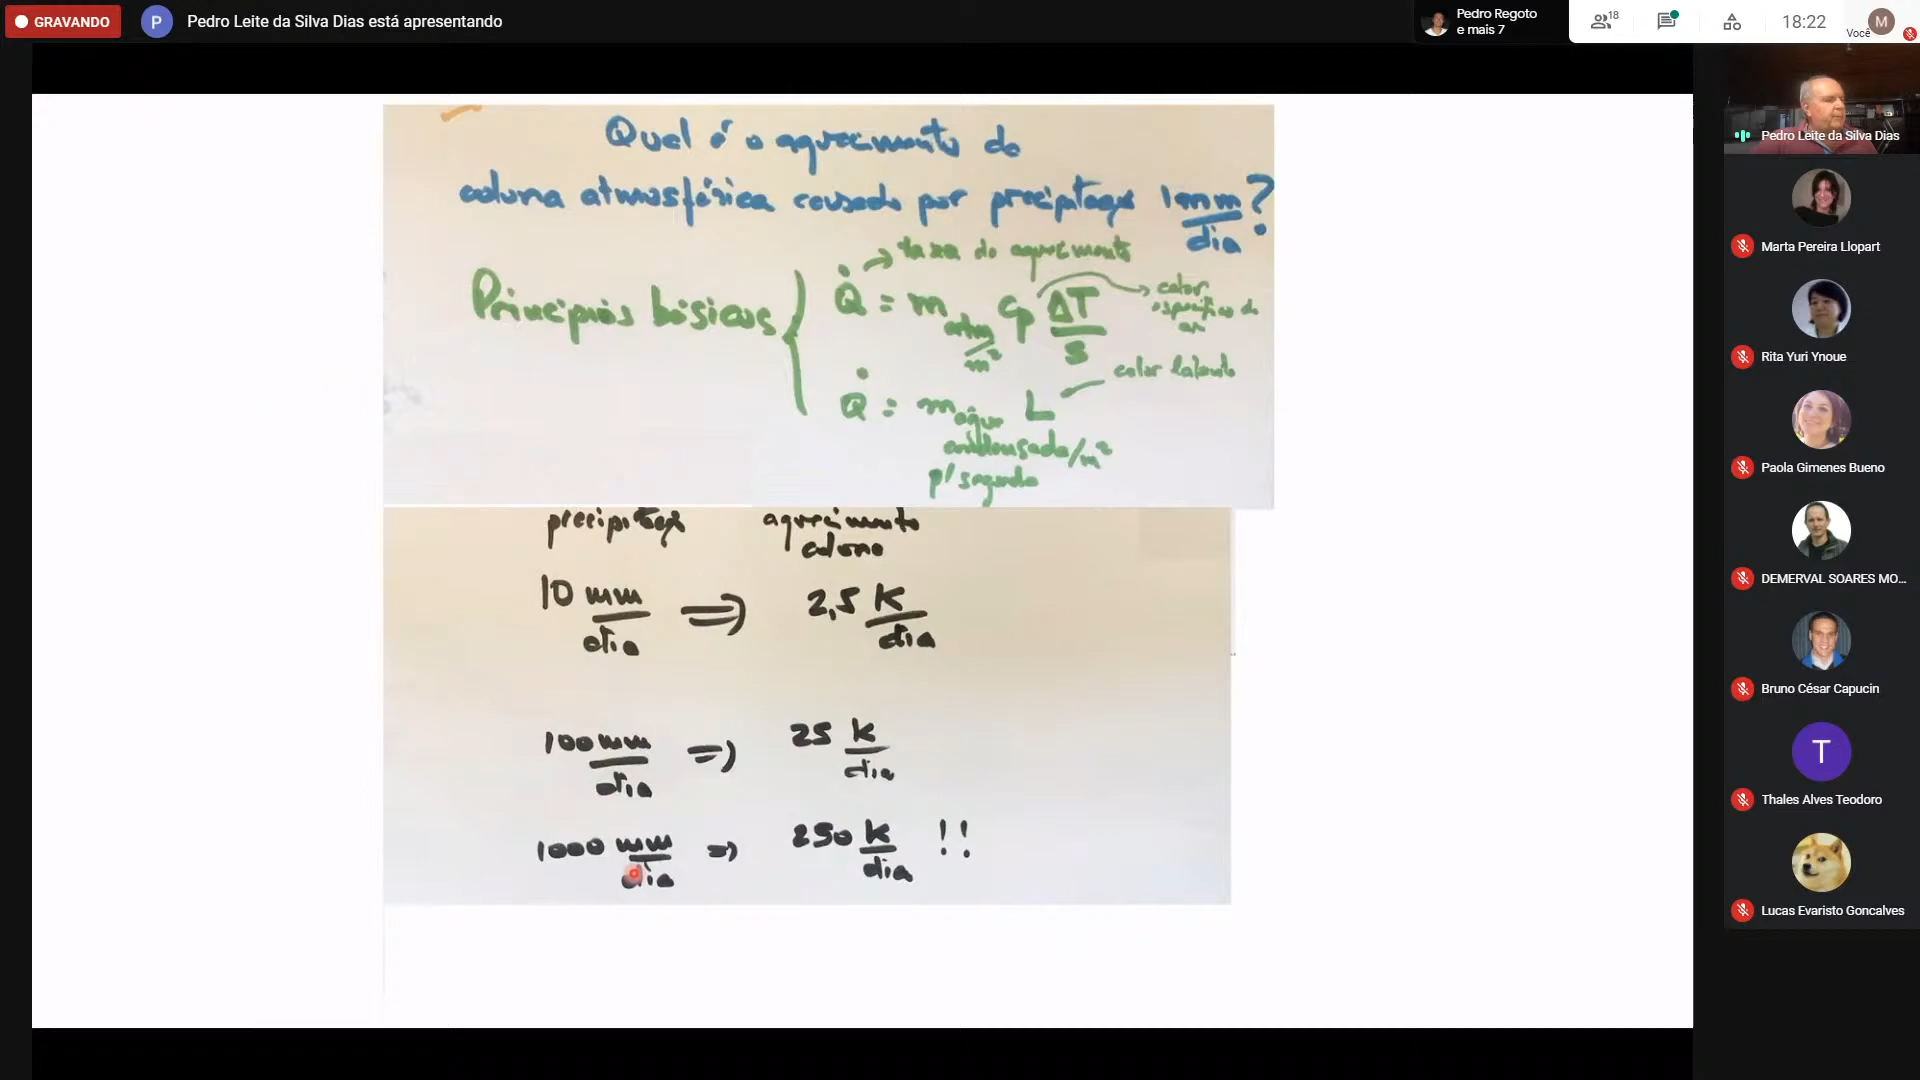 GRAVANDO
P
Pedro Leite da Silva Dias está apresentando
Pedro Regoto
e mais 7
18
18:22
Você
M
Qual é o aquecimento da
coluna atmosférica causado por precipitação 1 mm/dia?
Princípios básicos
taxa de aquecimento
Q̇ = m atm/m² Cp ΔT/s
calor
específico do
ar
calor latente
Q̇ = m água L
condensada/m²
p/ segundo
precipitação aquecimento
coluna
10 mm/dia ⇒ 2,5 K/dia
100 mm/dia ⇒ 25 K/dia
1000 mm/dia ⇒ 250 K/dia !!
Pedro Leite da Silva Dias
Marta Pereira Llopart
Rita Yuri Ynoue
Paola Gimenes Bueno
DEMERVAL SOARES MO...
Bruno César Capucin
T
Thales Alves Teodoro
Lucas Evaristo Goncalves